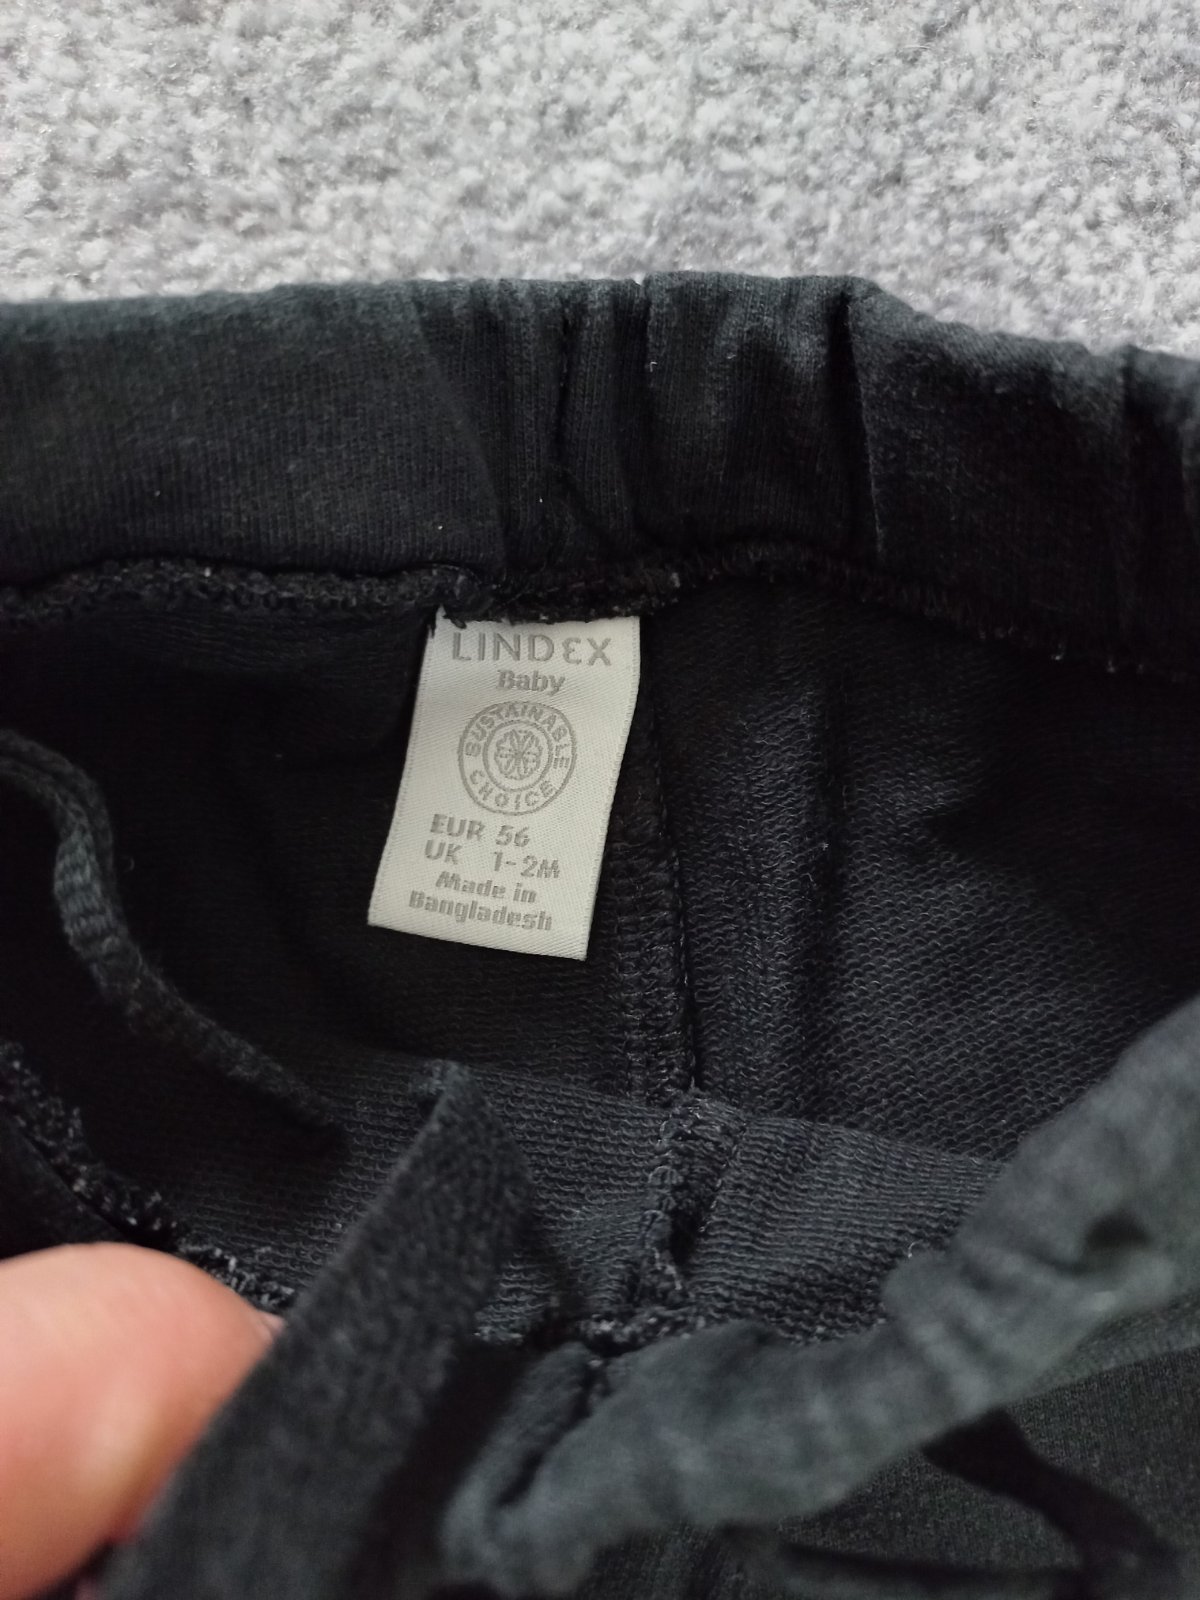 LINDEX
Baby
SUSTAINABLE
CHOICE
EUR 56
UK 1-2M
Made in
Bangladesh